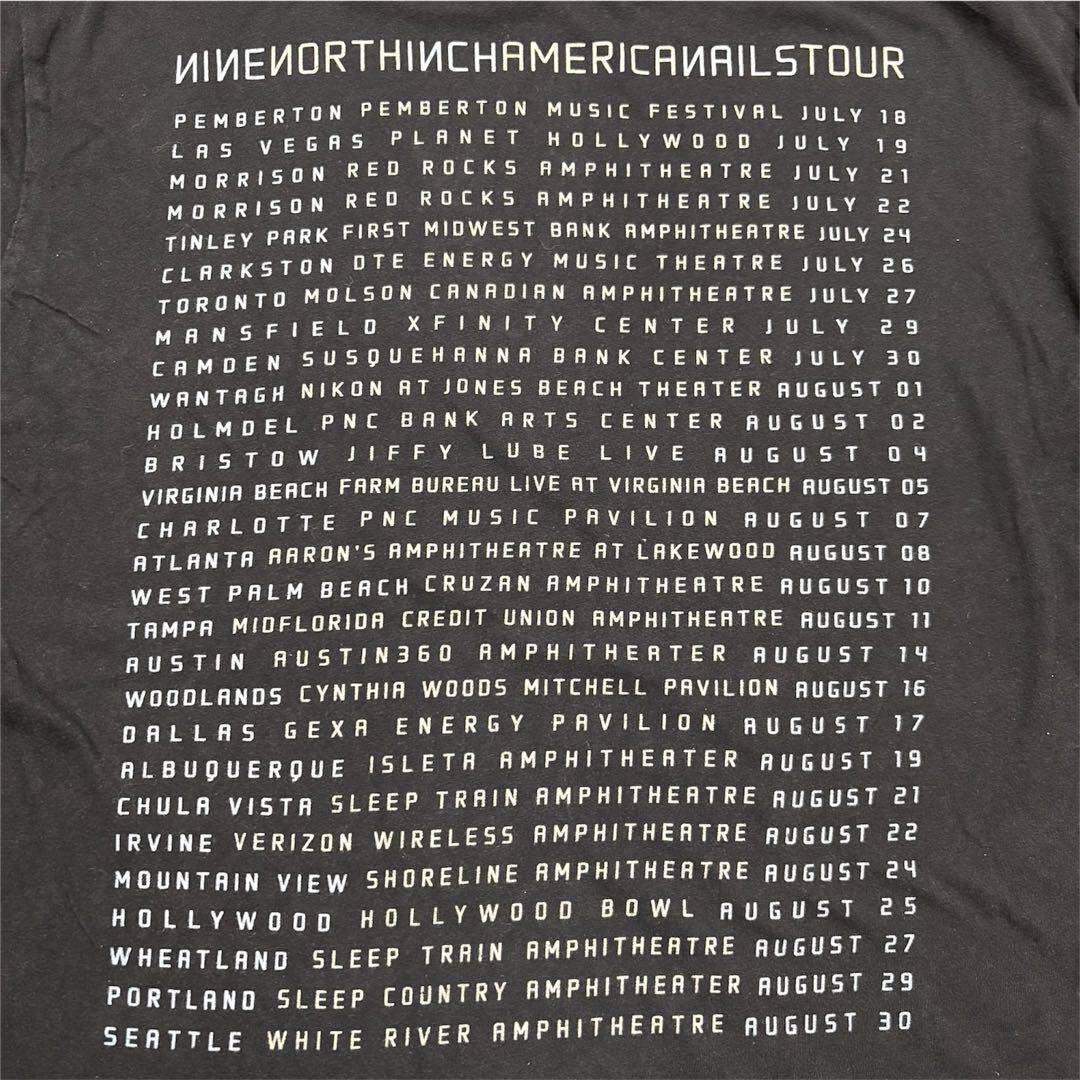 NINENORTHINCHAMERICANAILSTOUR
PEMBERTON PEMBERTON MUSIC FESTIVAL JULY 18
LAS VEGAS PLANET HOLLYWOOD JULY 19
MORRISON RED ROCKS AMPHITHEATRE JULY 21
MORRISON RED ROCKS AMPHITHEATRE JULY 22
TINLEY PARK FIRST MIDWEST BANK AMPHITHEATRE JULY 24
CLARKSTON DTE ENERGY MUSIC THEATRE JULY 26
TORONTO MOLSON CANADIAN AMPHITHEATRE JULY 27
MANSFIELD XFINITY CENTER JULY 29
CAMDEN SUSQUEHANNA BANK CENTER JULY 30
WANTAGH NIKON AT JONES BEACH THEATER AUGUST 01
HOLMDEL PNC BANK ARTS CENTER AUGUST 02
BRISTOW JIFFY LUBE LIVE AUGUST 04
VIRGINIA BEACH FARM BUREAU LIVE AT VIRGINIA BEACH AUGUST 05
CHARLOTTE PNC MUSIC PAVILION AUGUST 07
ATLANTA AARON'S AMPHITHEATRE AT LAKEWOOD AUGUST 08
WEST PALM BEACH CRUZAN AMPHITHEATRE AUGUST 10
TAMPA MIDFLORIDA CREDIT UNION AMPHITHEATRE AUGUST 11
AUSTIN AUSTIN360 AMPHITHEATER AUGUST 14
WOODLANDS CYNTHIA WOODS MITCHELL PAVILION AUGUST 16
DALLAS GEXA ENERGY PAVILION AUGUST 17
ALBUQUERQUE ISLETA AMPHITHEATER AUGUST 19
CHULA VISTA SLEEP TRAIN AMPHITHEATRE AUGUST 21
IRVINE VERIZON WIRELESS AMPHITHEATRE AUGUST 22
MOUNTAIN VIEW SHORELINE AMPHITHEATRE AUGUST 24
HOLLYWOOD HOLLYWOOD BOWL AUGUST 25
WHEATLAND SLEEP TRAIN AMPHITHEATRE AUGUST 27
PORTLAND SLEEP COUNTRY AMPHITHEATER AUGUST 29
SEATTLE WHITE RIVER AMPHITHEATRE AUGUST 30